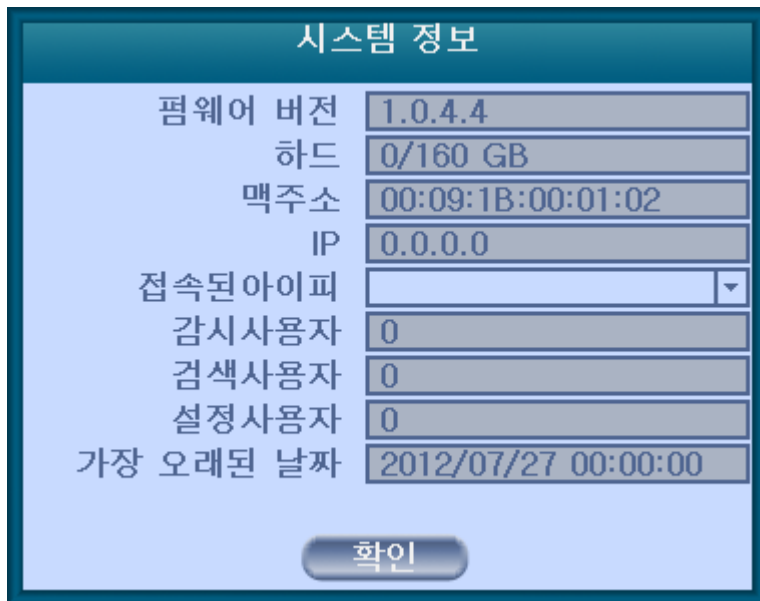 시스템 정보
펌웨어 버전 1.0.4.4
하드 0/160 GB
맥주소 00:09:1B:00:01:02
IP 0.0.0.0
접속된아이피
감시사용자 0
검색사용자 0
설정사용자 0
가장 오래된 날짜 2012/07/27 00:00:00
확인